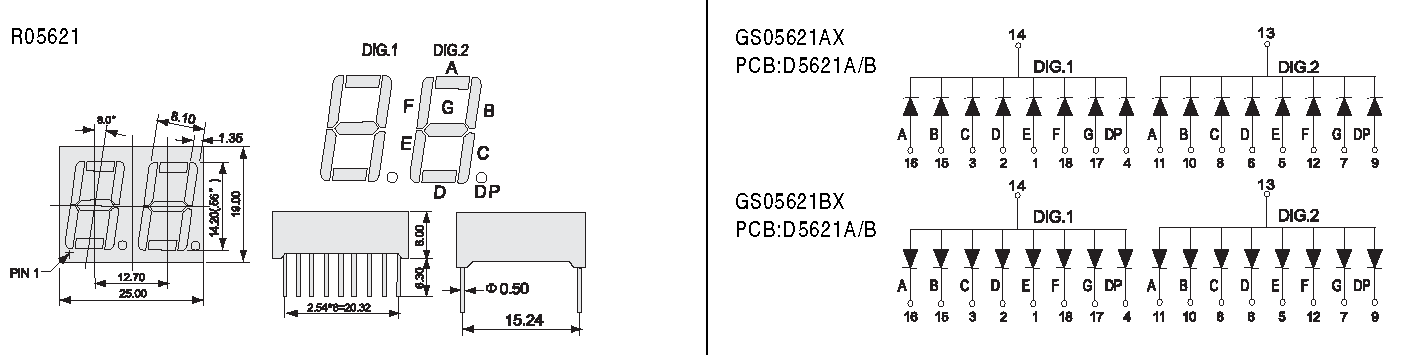 R05621
DIG.1 DIG.2
A
F G B
E
C
D DP
8.0° 8.10
1.35
14.20(.56")
19.00
PIN 1
12.70
25.00
8.00
6.30
2.54*8=20.32
Φ0.50
15.24
GS05621AX
PCB:D5621A/B
14 13
DIG.1 DIG.2
A B C D E F G DP A B C D E F G DP
16 15 3 2 1 18 17 4 11 10 8 6 5 12 7 9
GS05621BX
PCB:D5621A/B
14 13
DIG.1 DIG.2
A B C D E F G DP A B C D E F G DP
16 15 3 2 1 18 17 4 11 10 8 6 5 12 7 9